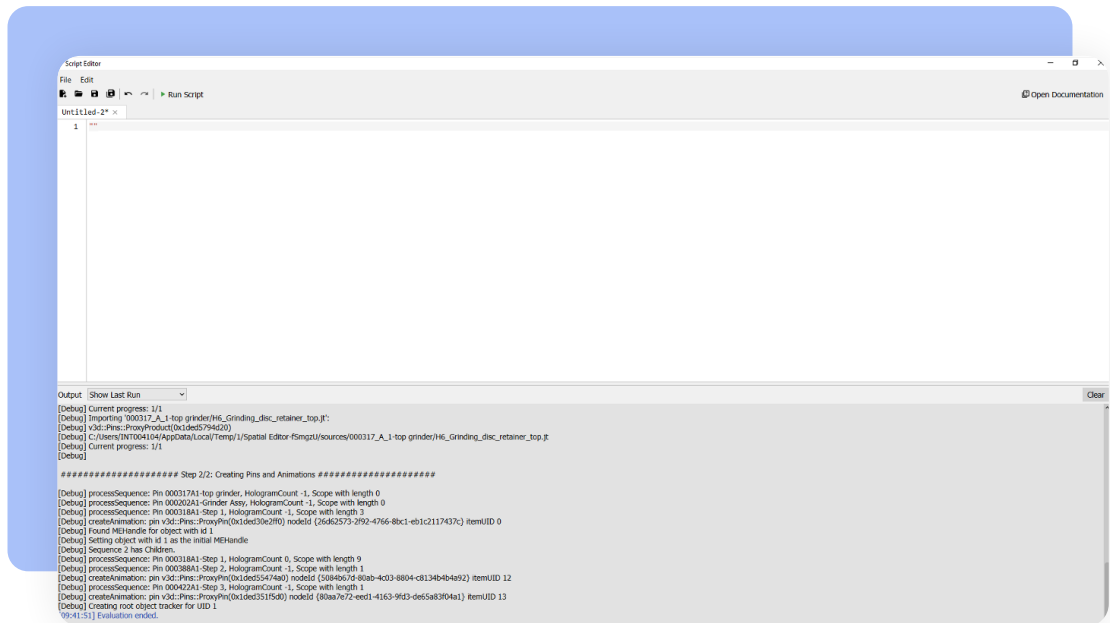 Script Editor
File Edit
Run Script
Open Documentation
Untitled-2* ×
1 ""
Output Show Last Run Clear
[Debug] Current progress: 1/1
[Debug] Importing '000317_A_1-top grinder/H6_Grinding_disc_retainer_top.jt':
[Debug] v3d::Pins::ProxyProduct(0x1ded5794d20)
[Debug] C:/Users/INT004104/AppData/Local/Temp/1/Spatial Editor-fSmgzU/sources/000317_A_1-top grinder/H6_Grinding_disc_retainer_top.jt
[Debug] Current progress: 1/1
[Debug]
##################### Step 2/2: Creating Pins and Animations #####################
[Debug] processSequence: Pin 000317A1-top grinder, HologramCount -1, Scope with length 0
[Debug] processSequence: Pin 000202A1-Grinder Assy, HologramCount -1, Scope with length 0
[Debug] processSequence: Pin 000318A1-Step 1, HologramCount -1, Scope with length 3
[Debug] createAnimation: pin v3d::Pins::ProxyPin(0x1ded30e2ff0) nodeId {26d62573-2f92-4766-8bc1-eb1c2117437c} itemUID 0
[Debug] Found MEHandle for object with id 1
[Debug] Setting object with id 1 as the initial MEHandle
[Debug] Sequence 2 has Children.
[Debug] processSequence: Pin 000318A1-Step 1, HologramCount 0, Scope with length 9
[Debug] processSequence: Pin 000388A1-Step 2, HologramCount -1, Scope with length 1
[Debug] createAnimation: pin v3d::Pins::ProxyPin(0x1ded55474a0) nodeId {5084b67d-80ab-4c03-8804-c8134b4b4a92} itemUID 12
[Debug] processSequence: Pin 000422A1-Step 3, HologramCount -1, Scope with length 1
[Debug] createAnimation: pin v3d::Pins::ProxyPin(0x1ded351f5d0) nodeId {80aa7e72-eed1-4163-9fd3-de65a83f04a1} itemUID 13
[Debug] Creating root object tracker for UID 1
09:41:51] Evaluation ended.